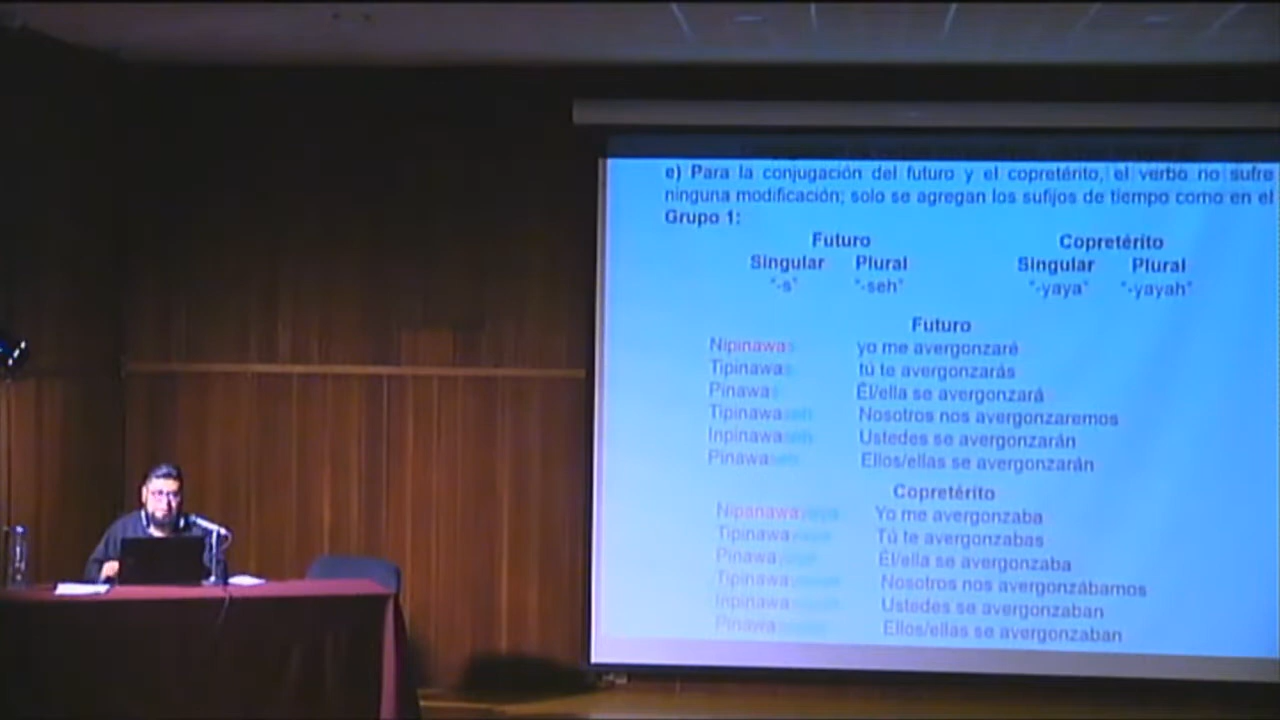 e) Para la conjugación del futuro y el copretérito, el verbo no sufre
ninguna modificación; solo se agregan los sufijos de tiempo como en el
Grupo 1:
Futuro Copretérito
Singular Plural Singular Plural
"-s" "-seh" "-yaya" "-yayah"
Futuro
Nipinawas yo me avergonzaré
Tipinawas tú te avergonzarás
Pinawas Él/ella se avergonzará
Tipinawaseh Nosotros nos avergonzaremos
Inpinawaseh Ustedes se avergonzarán
Pinawaseh Ellos/ellas se avergonzarán
Copretérito
Yo me avergonzaba
Tú te avergonzabas
Él/ella se avergonzaba
Nosotros nos avergonzábamos
Ustedes se avergonzaban
Ellos/ellas se avergonzaban